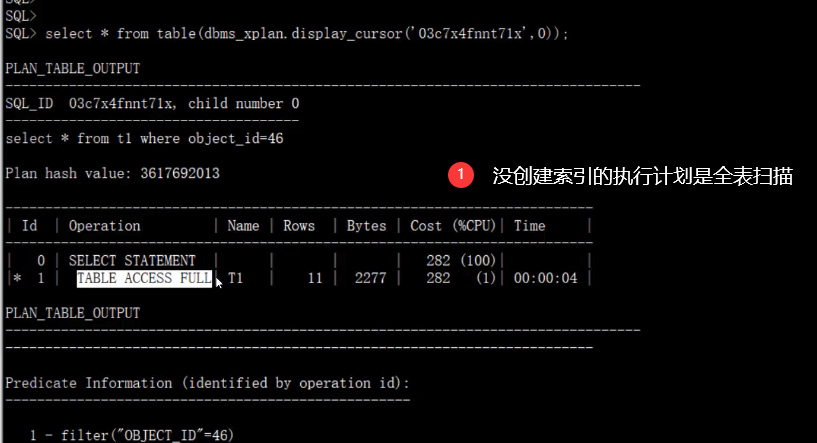 SQL>
SQL>
SQL> select * from table(dbms_xplan.display_cursor('03c7x4fnnt71x',0));
PLAN_TABLE_OUTPUT
--------------------------------------------------------------------------------
SQL_ID  03c7x4fnnt71x, child number 0
-------------------------------------
select * from t1 where object_id=46
Plan hash value: 3617692013
1 没创建索引的执行计划是全表扫描
--------------------------------------------------------------------------
| Id  | Operation         | Name | Rows  | Bytes | Cost (%CPU)| Time     |
--------------------------------------------------------------------------
|   0 | SELECT STATEMENT  |      |       |       |   282 (100)|          |
|*  1 |  TABLE ACCESS FULL| T1   |    11 |  2277 |   282   (1)| 00:00:04 |
PLAN_TABLE_OUTPUT
--------------------------------------------------------------------------------
--------------------------------------------------------------------------
Predicate Information (identified by operation id):
---------------------------------------------------
1 - filter("OBJECT_ID"=46)